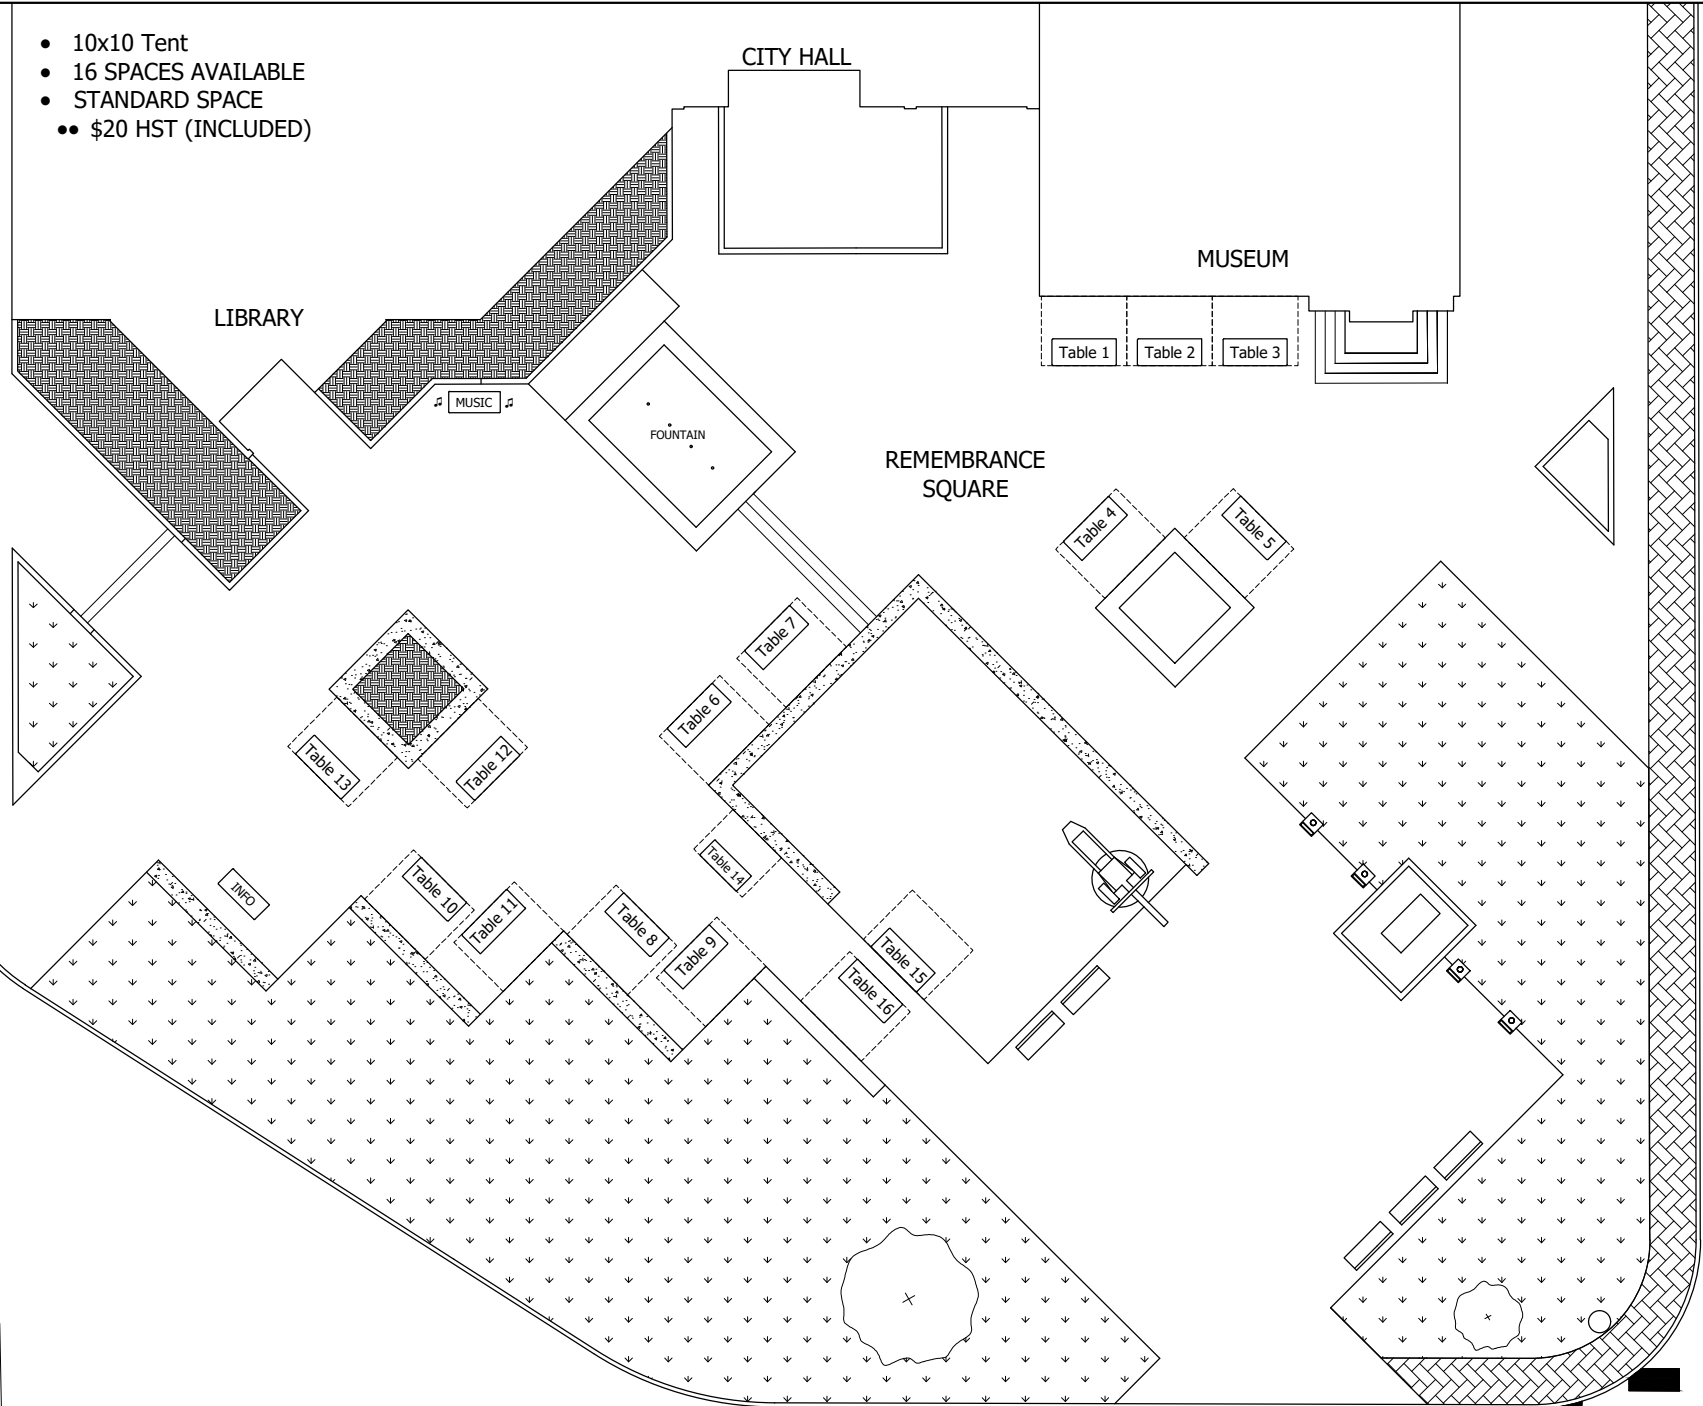 • 10x10 Tent
• 16 SPACES AVAILABLE
• STANDARD SPACE
•• $20 HST (INCLUDED)
CITY HALL
MUSEUM
LIBRARY
Table 1
Table 2
Table 3
♫ MUSIC ♫
FOUNTAIN
REMEMBRANCE
SQUARE
Table 4
Table 5
Table 7
Table 6
Table 13
Table 12
Table 14
INFO
Table 10
Table 11
Table 8
Table 9
Table 15
Table 16